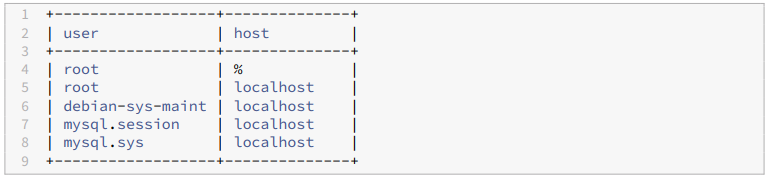 1 +------------------+--------------+
2 | user             | host         |
3 +------------------+--------------+
4 | root             | %            |
5 | root             | localhost    |
6 | debian-sys-maint | localhost    |
7 | mysql.session    | localhost    |
8 | mysql.sys        | localhost    |
9 +------------------+--------------+